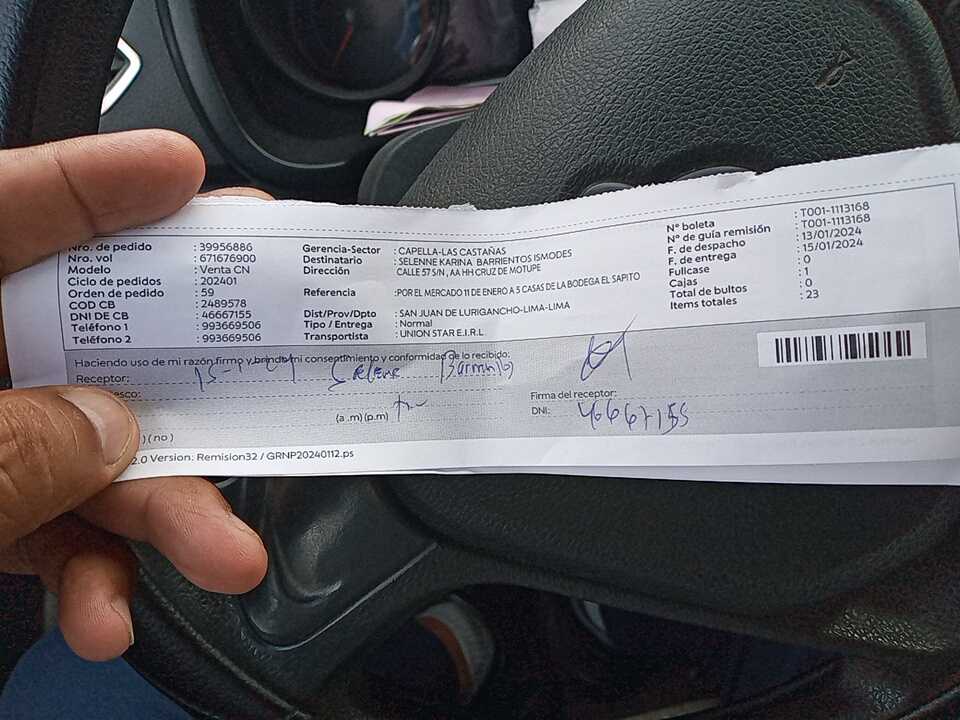 Nro. de pedido : 39956886
Nro. vol : 671676900
Modelo : Venta CN
Ciclo de pedidos : 202401
Orden de pedido : 59
COD CB : 2489578
DNI DE CB : 46667155
Teléfono 1 : 993669506
Teléfono 2 : 993669506
Gerencia-Sector : CAPELLA-LAS CASTAÑAS
Destinatario : SELENNE KARINA BARRIENTOS ISMODES
Dirección CALLE 57 S/N , AA HH CRUZ DE MOTUPE
Referencia :POR EL MERCADO 11 DE ENERO A 5 CASAS DE LA BODEGA EL SAPITO
Dist/Prov/Dpto : SAN JUAN DE LURIGANCHO-LIMA-LIMA
Tipo / Entrega : Normal
Transportista : UNION STAR E.I.R.L.
N° boleta : T001-1113168
N° de guía remisión : T001-1113168
F. de despacho : 13/01/2024
F. de entrega : 15/01/2024
Fullcase : 0
Cajas : 1
Total de bultos : 0
Items totales : 23
Haciendo uso de mi razón firmo y brindo mi consentimiento y conformidad de lo recibido:
Receptor: Selene
esco:
Firma del receptor:
(a .m) (p.m)
DNI: 46667155
) ( no )
2.0 Version: Remision32 / GRNP20240112.ps